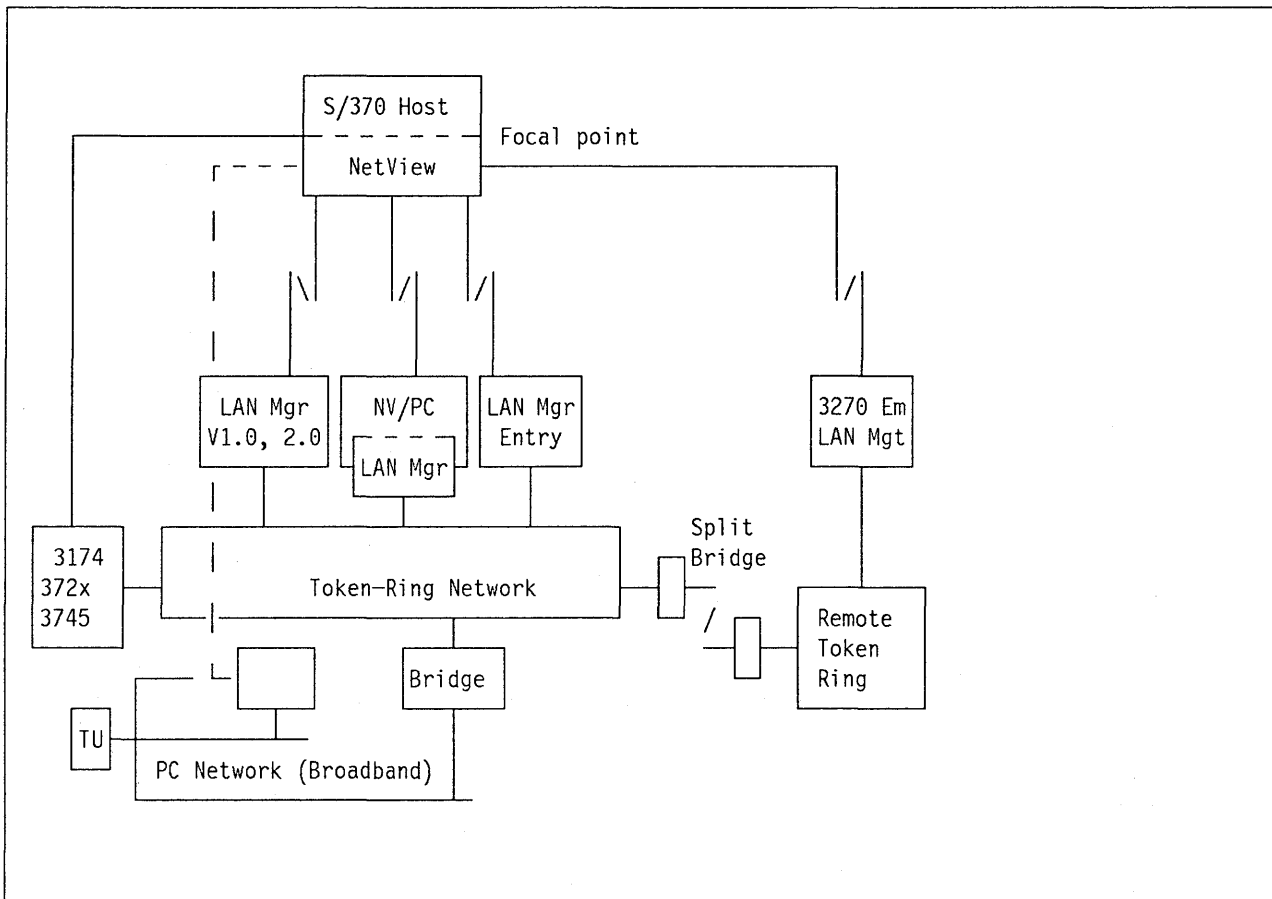 S/370 Host
Focal point
NetView
LAN Mgr
V1.0, 2.0
NV/PC
LAN Mgr
LAN Mgr
Entry
3270 Em
LAN Mgt
3174
372x
3745
Token-Ring Network
Split
Bridge
Remote
Token
Ring
Bridge
TU
PC Network (Broadband)